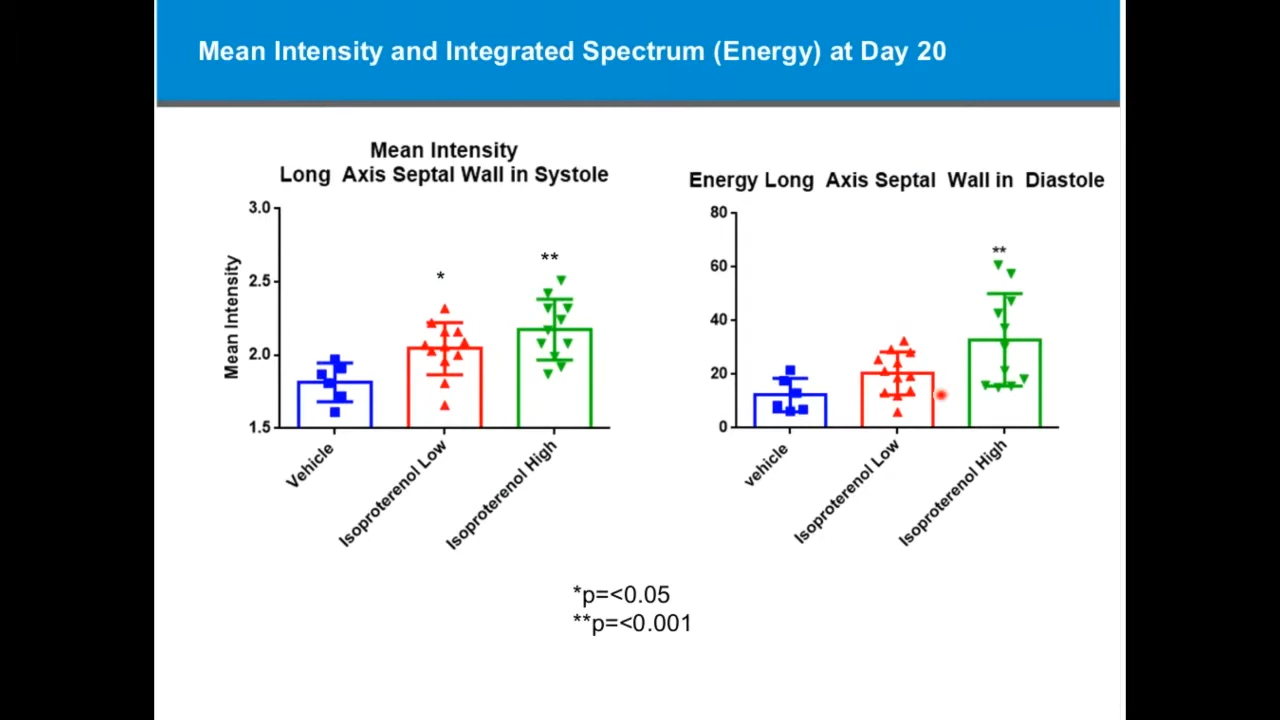 Mean Intensity and Integrated Spectrum (Energy) at Day 20
Mean Intensity
Long Axis Septal Wall in Systole
3.0
2.5
2.0
1.5
Mean Intensity
*
**
Vehicle
Isoproterenol Low
Isoproterenol High
Energy Long Axis Septal Wall in Diastole
80
60
40
20
0
**
vehicle
Isoproterenol Low
Isoproterenol High
*p=<0.05
**p=<0.001